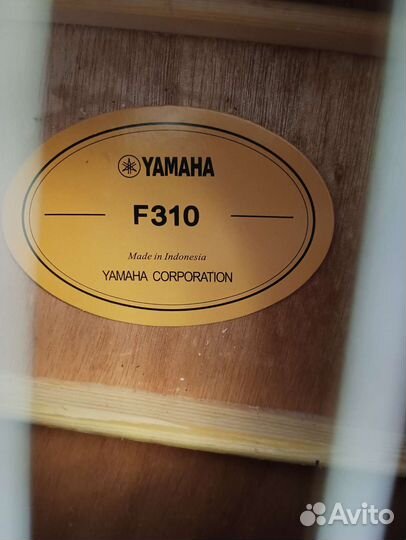 YAMAHA
F310
Made in Indonesia
YAMAHA CORPORATION
Avito